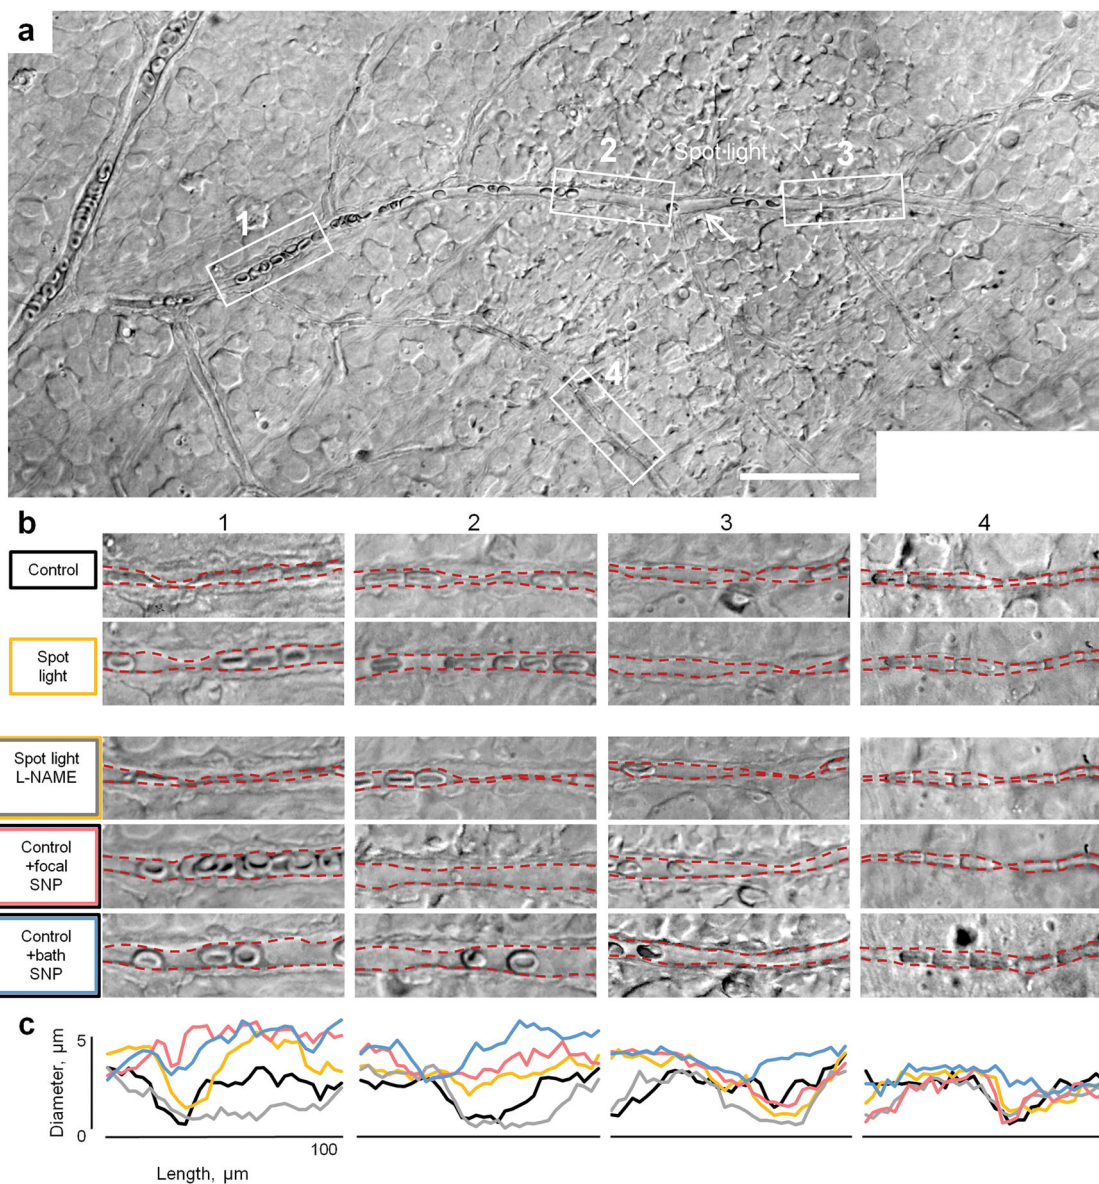 a
Spot light
1
2
3
4
b
1 2 3 4
Control
Spot
light
Spot light
L-NAME
Control
+focal
SNP
Control
+bath
SNP
c
Diameter, µm
5
0
100
Length, µm